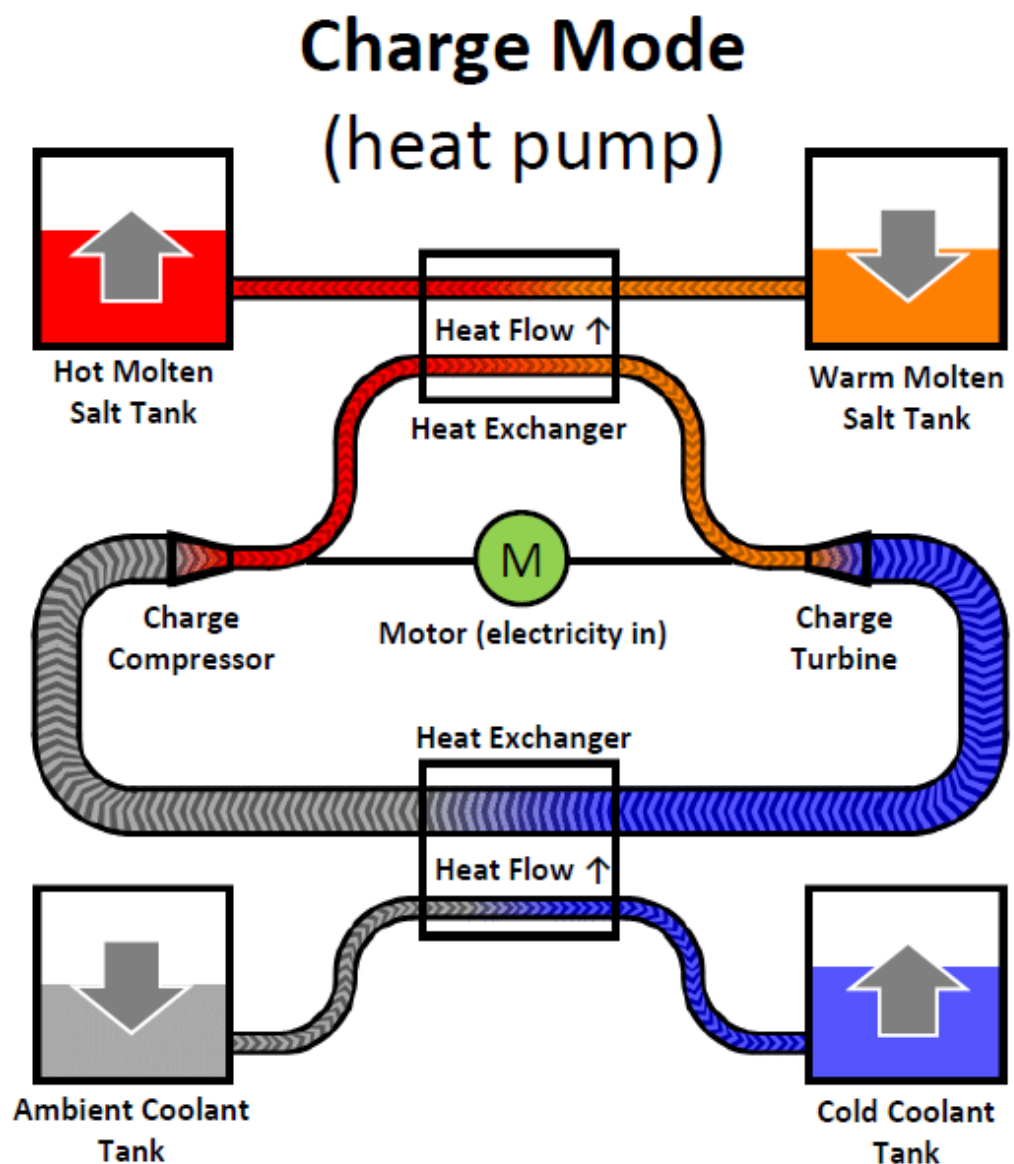 Charge Mode
(heat pump)
Heat Flow ↑
Hot Molten
Salt Tank
Warm Molten
Salt Tank
Heat Exchanger
M
Charge
Compressor
Motor (electricity in)
Charge
Turbine
Heat Exchanger
Heat Flow ↑
Ambient Coolant
Tank
Cold Coolant
Tank